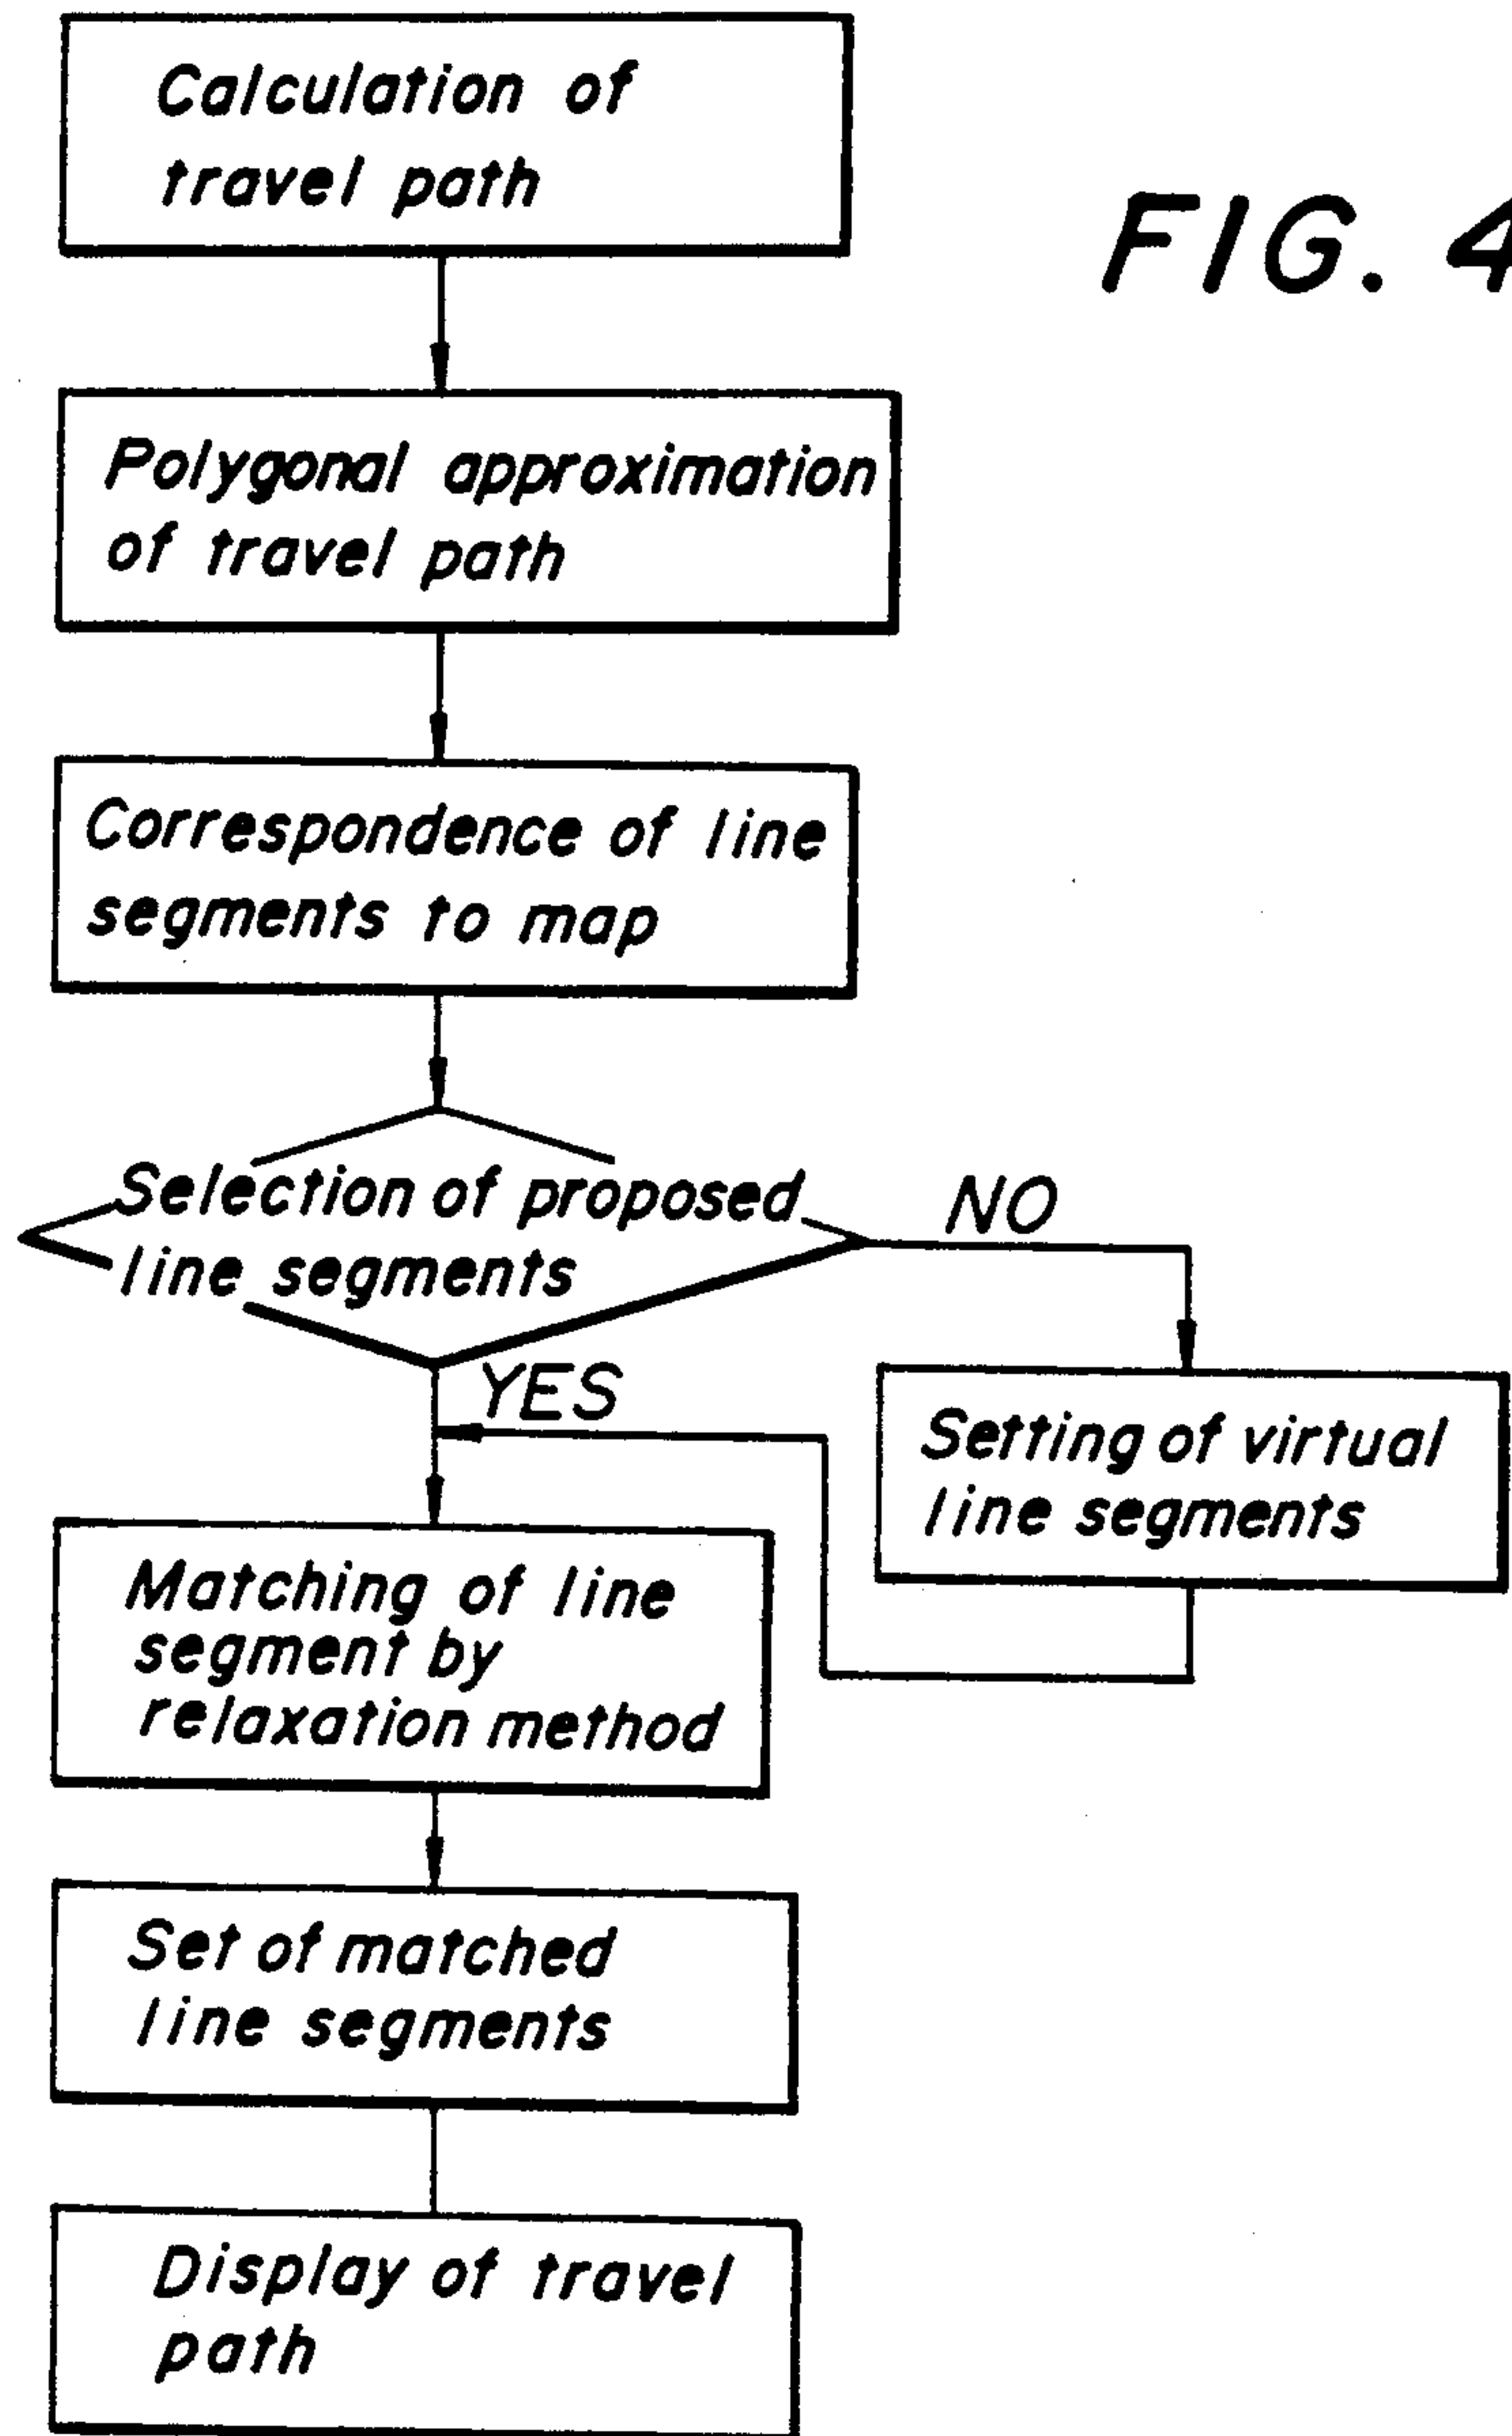 Calculation of
travel path
FIG. 4
Polygonal approximation
of travel path
Correspondence of line
segments to map
Selection of proposed
line segments
NO
YES
Setting of virtual
line segments
Matching of line
segment by
relaxation method
Set of matched
line segments
Display of travel
path